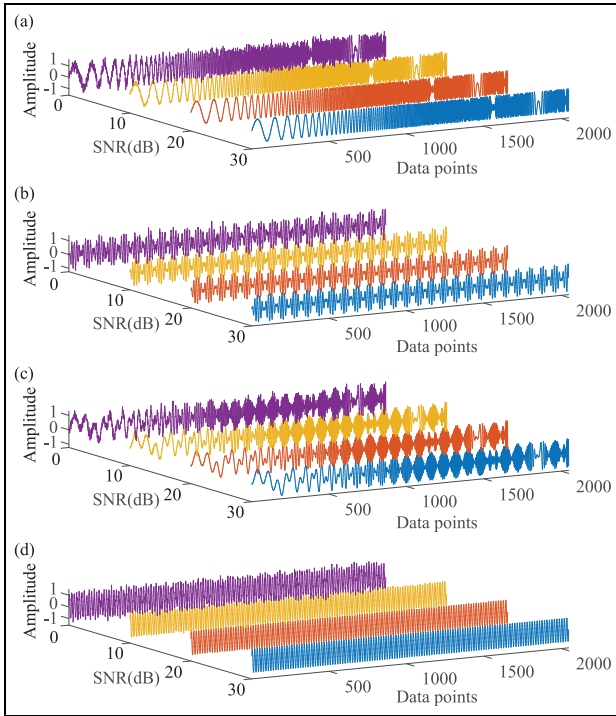 (a)
Amplitude
1
0
-1
0
10
20
30
SNR(dB)
500
1000
1500
2000
Data points
(b)
Amplitude
1
0
-1
0
10
20
30
SNR(dB)
500
1000
1500
2000
Data points
(c)
Amplitude
1
0
-1
0
10
20
30
SNR(dB)
500
1000
1500
2000
Data points
(d)
Amplitude
1
0
-1
0
10
20
30
SNR(dB)
500
1000
1500
2000
Data points